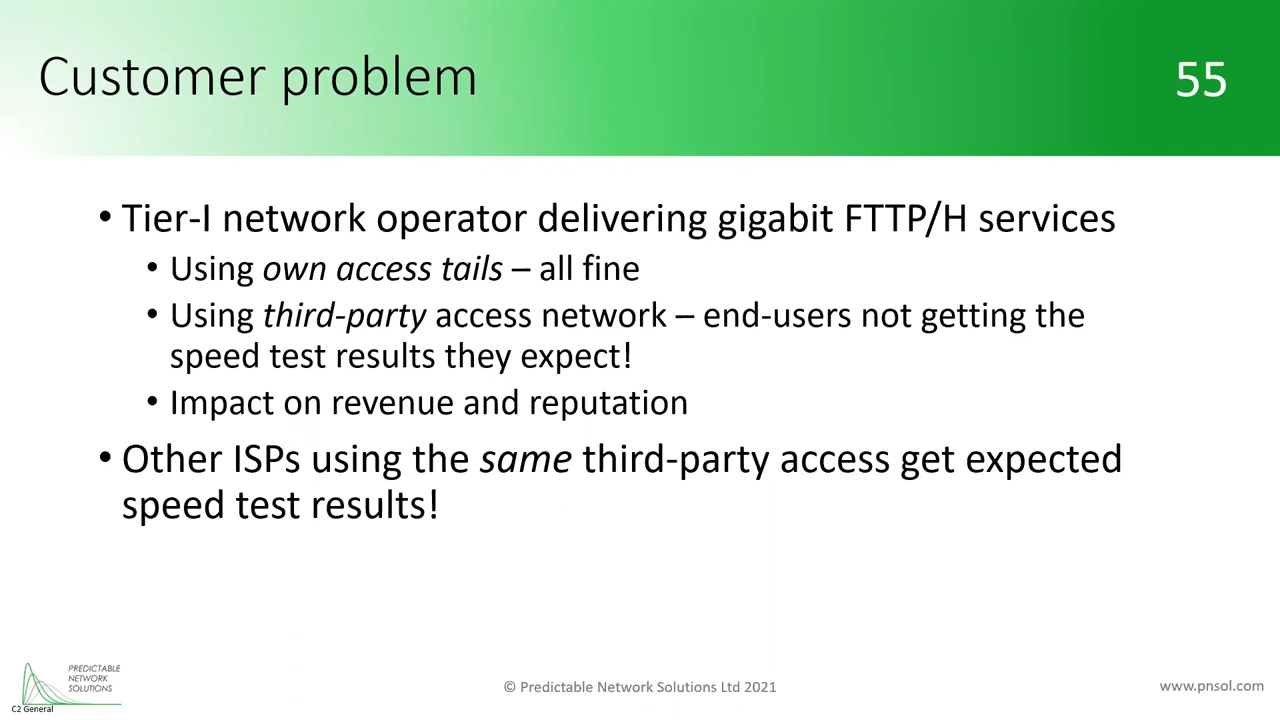 Customer problem
55
• Tier-I network operator delivering gigabit FTTP/H services
• Using own access tails – all fine
• Using third-party access network – end-users not getting the
speed test results they expect!
• Impact on revenue and reputation
• Other ISPs using the same third-party access get expected
speed test results!
PREDICTABLE
NETWORK
SOLUTIONS
C2 General
© Predictable Network Solutions Ltd 2021
www.pnsol.com